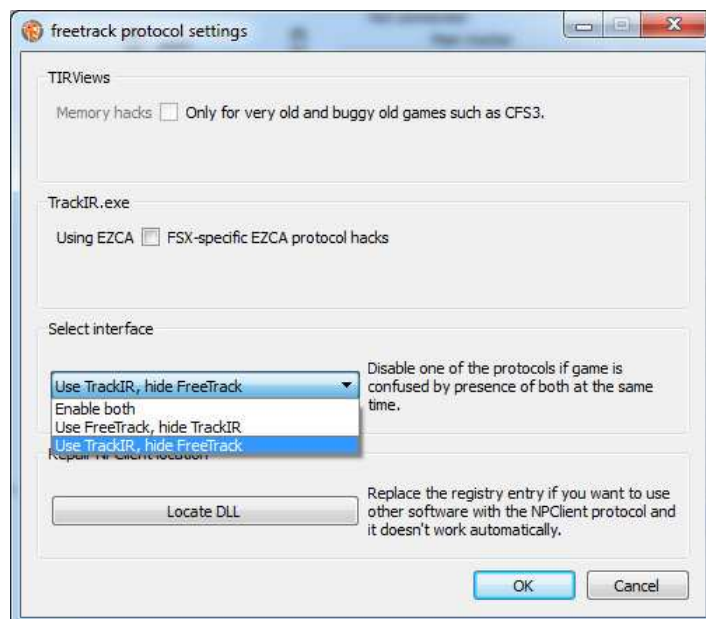 freetrack protocol settings
TIRViews
Memory hacks Only for very old and buggy old games such as CFS3.
TrackIR.exe
Using EZCA FSX-specific EZCA protocol hacks
Select interface
Use TrackIR, hide FreeTrack
Disable one of the protocols if game is
confused by presence of both at the same
time.
Enable both
Use FreeTrack, hide TrackIR
Use TrackIR, hide FreeTrack
Repair NPClient location
Locate DLL
Replace the registry entry if you want to use
other software with the NPClient protocol and
it doesn't work automatically.
OK Cancel